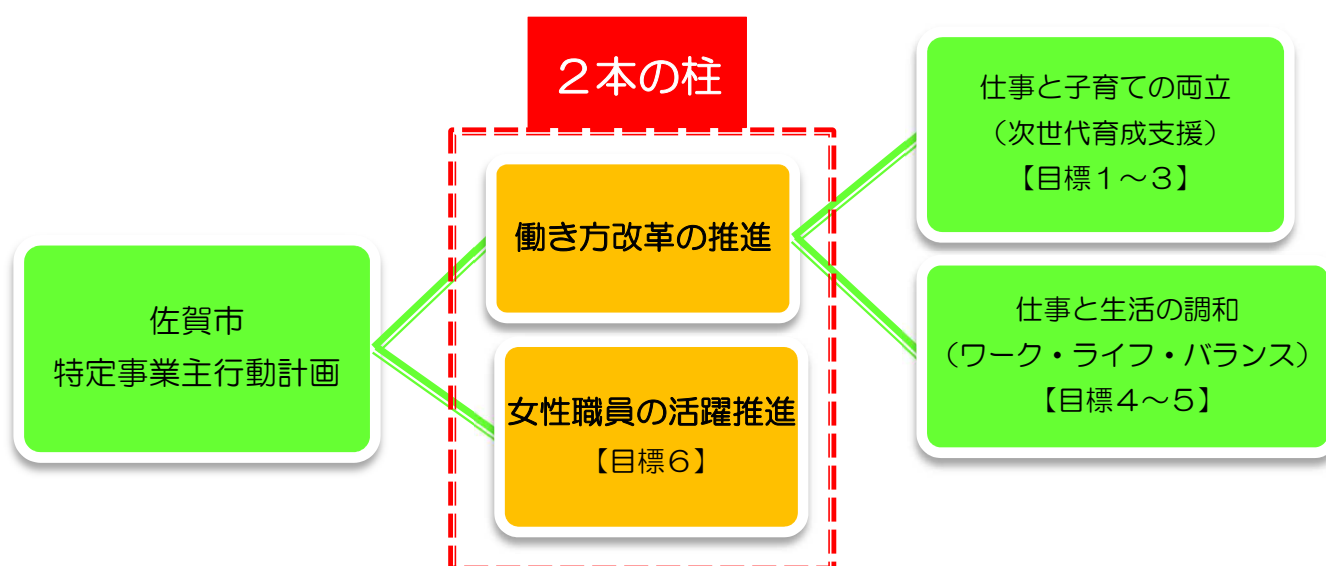 ２本の柱
佐賀市
特定事業主行動計画
働き方改革の推進
女性職員の活躍推進
【目標６】
仕事と子育ての両立
（次世代育成支援）
【目標１～３】
仕事と生活の調和
（ワーク・ライフ・バランス）
【目標４～５】